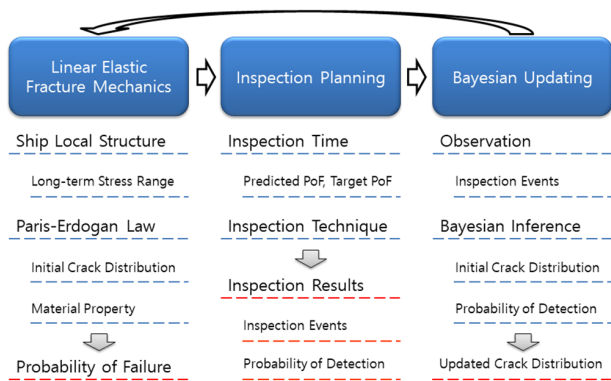 Linear Elastic
Fracture Mechanics
Inspection Planning
Bayesian Updating
Ship Local Structure
Long-term Stress Range
Paris-Erdogan Law
Initial Crack Distribution
Material Property
Probability of Failure
Inspection Time
Predicted PoF, Target PoF
Inspection Technique
Inspection Results
Inspection Events
Probability of Detection
Observation
Inspection Events
Bayesian Inference
Initial Crack Distribution
Probability of Detection
Updated Crack Distribution